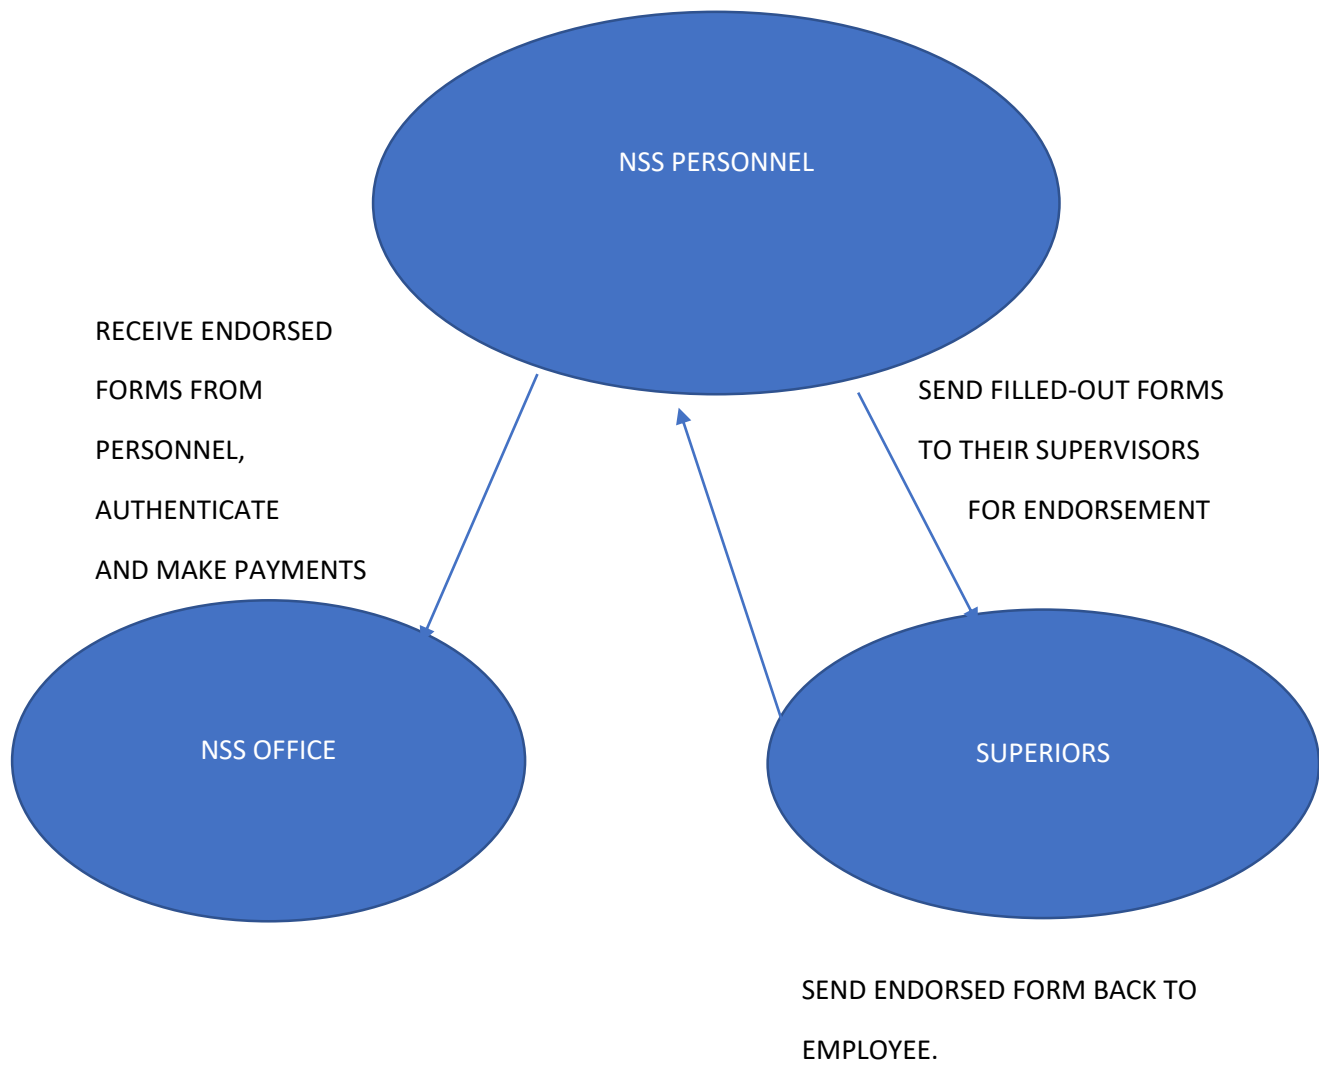 NSS PERSONNEL
RECEIVE ENDORSED
FORMS FROM
PERSONNEL,
AUTHENTICATE
AND MAKE PAYMENTS
SEND FILLED-OUT FORMS
TO THEIR SUPERVISORS
FOR ENDORSEMENT
NSS OFFICE
SUPERIORS
SEND ENDORSED FORM BACK TO
EMPLOYEE.